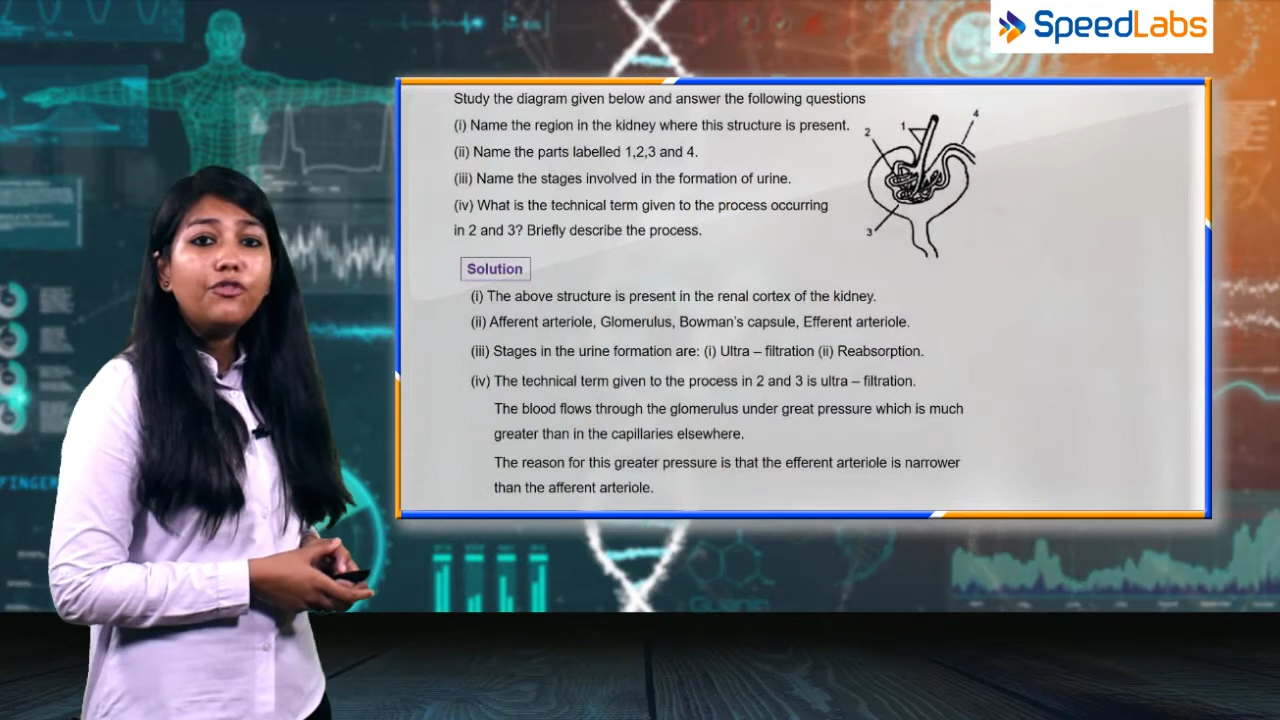 SpeedLabs
Study the diagram given below and answer the following questions
(i) Name the region in the kidney where this structure is present.
(ii) Name the parts labelled 1,2,3 and 4.
(iii) Name the stages involved in the formation of urine.
(iv) What is the technical term given to the process occurring
in 2 and 3? Briefly describe the process.
1
2
3
4
Solution
(i) The above structure is present in the renal cortex of the kidney.
(ii) Afferent arteriole, Glomerulus, Bowman's capsule, Efferent arteriole.
(iii) Stages in the urine formation are: (i) Ultra – filtration (ii) Reabsorption.
(iv) The technical term given to the process in 2 and 3 is ultra – filtration.
The blood flows through the glomerulus under great pressure which is much
greater than in the capillaries elsewhere.
The reason for this greater pressure is that the efferent arteriole is narrower
than the afferent arteriole.